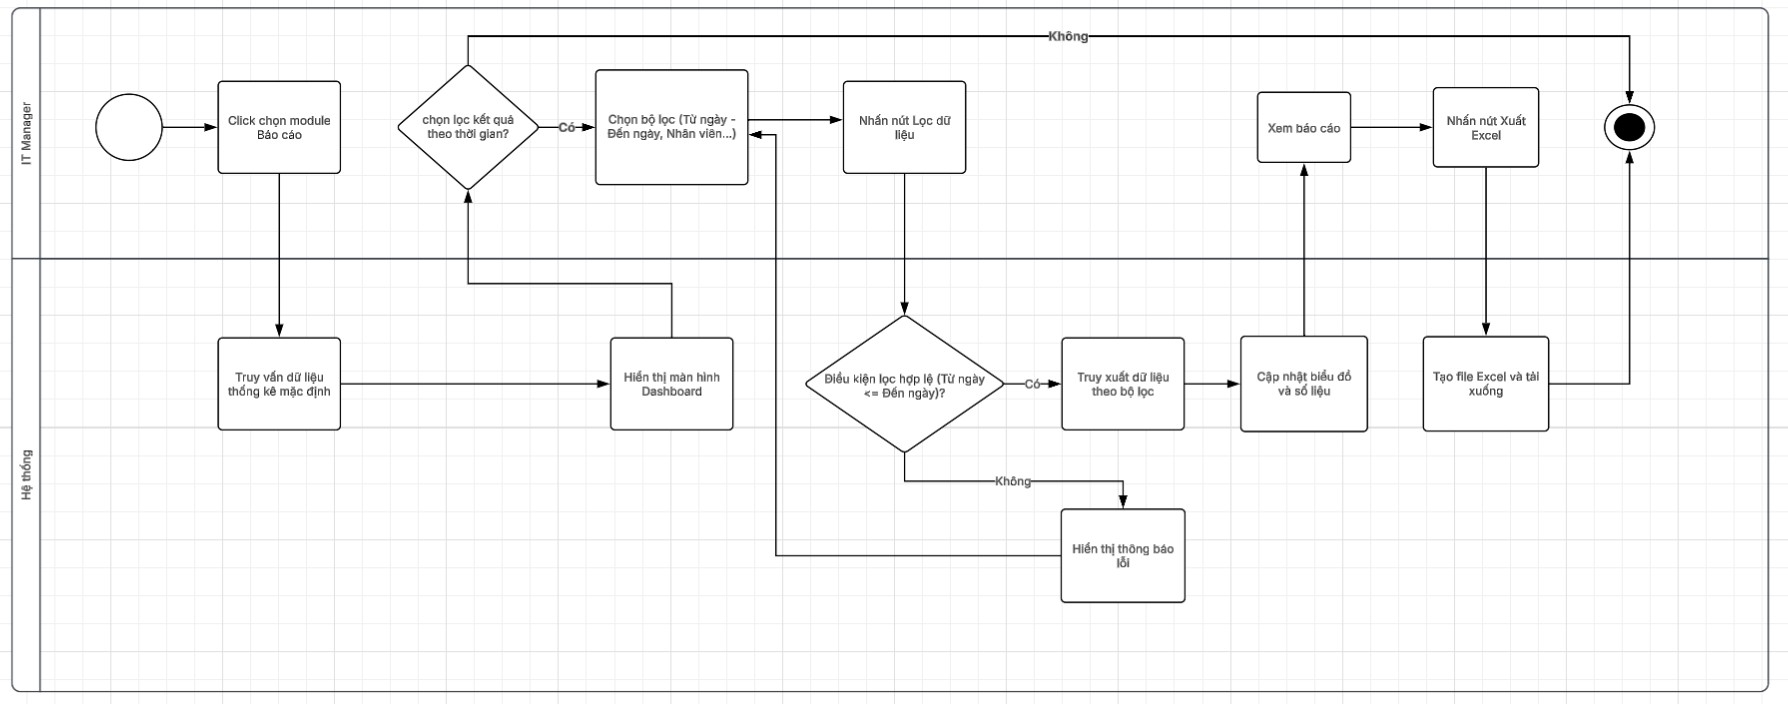 IT Manager
Không
Click chọn module
Báo cáo
chọn lọc kết quả
theo thời gian?
Có
Chọn bộ lọc (Từ ngày -
Đến ngày, Nhân viên...)
Nhấn nút Lọc dữ
liệu
Xem báo cáo
Nhấn nút Xuất
Excel
Hệ thống
Truy vấn dữ liệu
thống kê mặc định
Hiển thị màn hình
Dashboard
Điều kiện lọc hợp lệ (Từ ngày
<= Đến ngày)?
Có
Truy xuất dữ liệu
theo bộ lọc
Cập nhật biểu đồ
và số liệu
Tạo file Excel và tải
xuống
Không
Hiển thị thông báo
lỗi